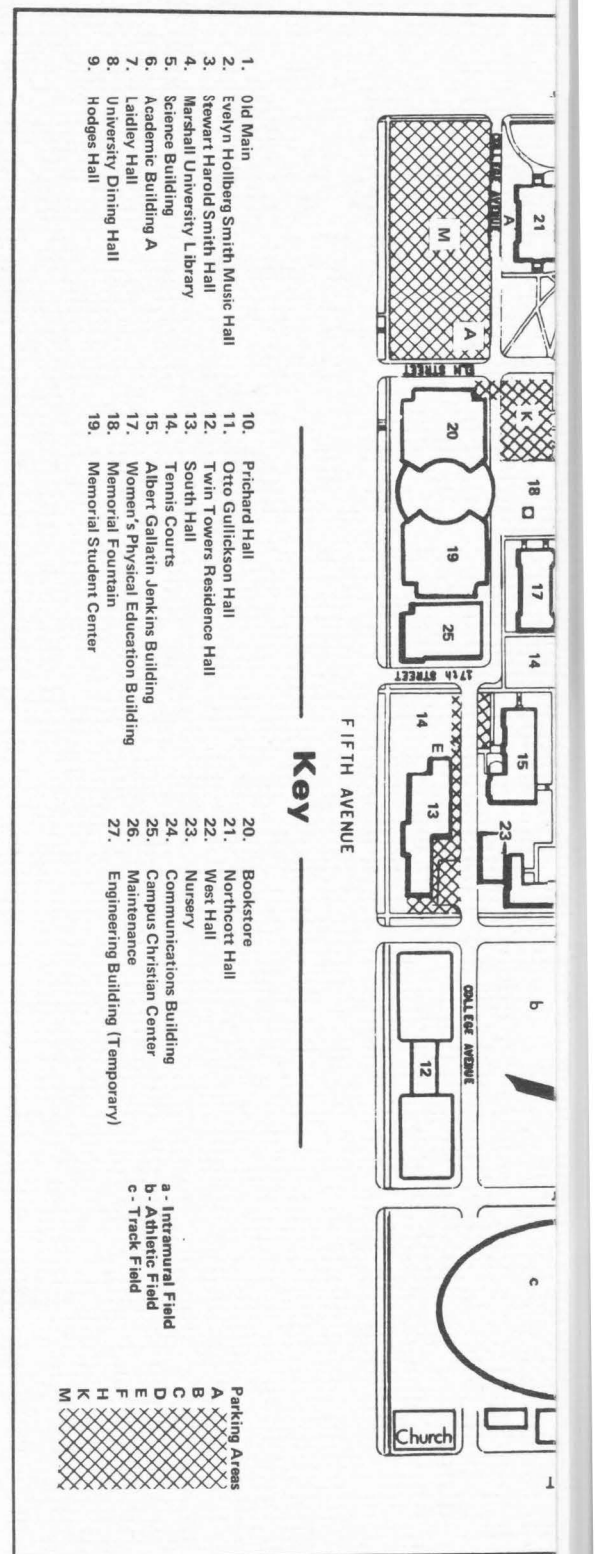 21
A
COLLEGE AVENUE
M
A
ELM STREET
K
18
20
19
17
25
14
17th STREET
14
E
13
15
23
b
COLLEGE AVENUE
12
c
Church
FIFTH AVENUE
Key
1. Old Main
2. Evelyn Hollberg Smith Music Hall
3. Stewart Harold Smith Hall
4. Marshall University Library
5. Science Building
6. Academic Building A
7. Laidley Hall
8. University Dining Hall
9. Hodges Hall
10. Prichard Hall
11. Otto Gullickson Hall
12. Twin Towers Residence Hall
13. South Hall
14. Tennis Courts
15. Albert Gallatin Jenkins Building
17. Women's Physical Education Building
18. Memorial Fountain
19. Memorial Student Center
20. Bookstore
21. Northcott Hall
22. West Hall
23. Nursery
24. Communications Building
25. Campus Christian Center
26. Maintenance
27. Engineering Building (Temporary)
a - Intramural Field
b - Athletic Field
c - Track Field
Parking Areas
A
B
C
D
E
F
H
K
M